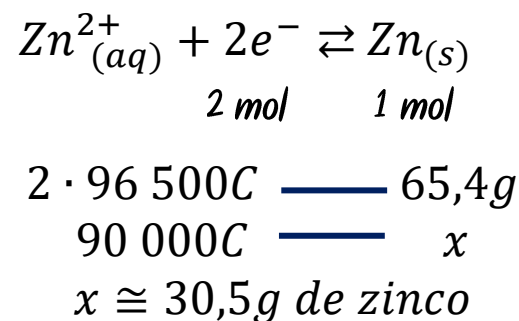 Zn²⁺₍aq₎ + 2e⁻ ⇄ Zn₍s₎
2 mol 1 mol
2 · 96 500C —— 65,4g
90 000C —— x
x ≅ 30,5g de zinco